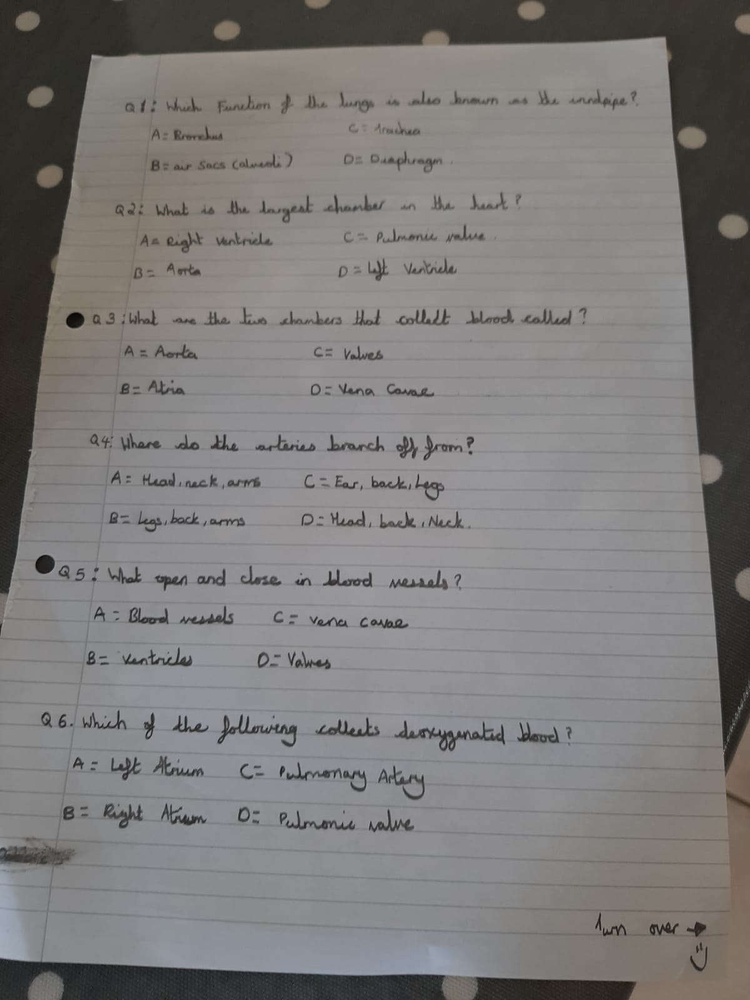 Q1: Which Function of the lungs is also known as the windpipe?
A= Bronchus C= Trachea
B= air sacs (alveoli) D= Diaphragm.
Q2: What is the largest chamber in the heart?
A= Right Ventricle C= Pulmonic valve.
B= Aorta D= Left Ventricle
Q3: What are the two chambers that collect blood called?
A= Aorta C= Valves
B= Atria D= Vena Cavae
Q4: Where do the arteries branch off from?
A= Head, neck, arms C= Ear, back, Legs
B= Legs, back, arms D= Head, back, Neck.
Q5: What open and close in blood vessels?
A= Blood vessels C= vena cavae
B= Ventricles D= Valves
Q6. Which of the following collects deoxygenated blood?
A= Left Atrium C= Pulmonary Artery
B= Right Atrium D= Pulmonic valve
Turn over →